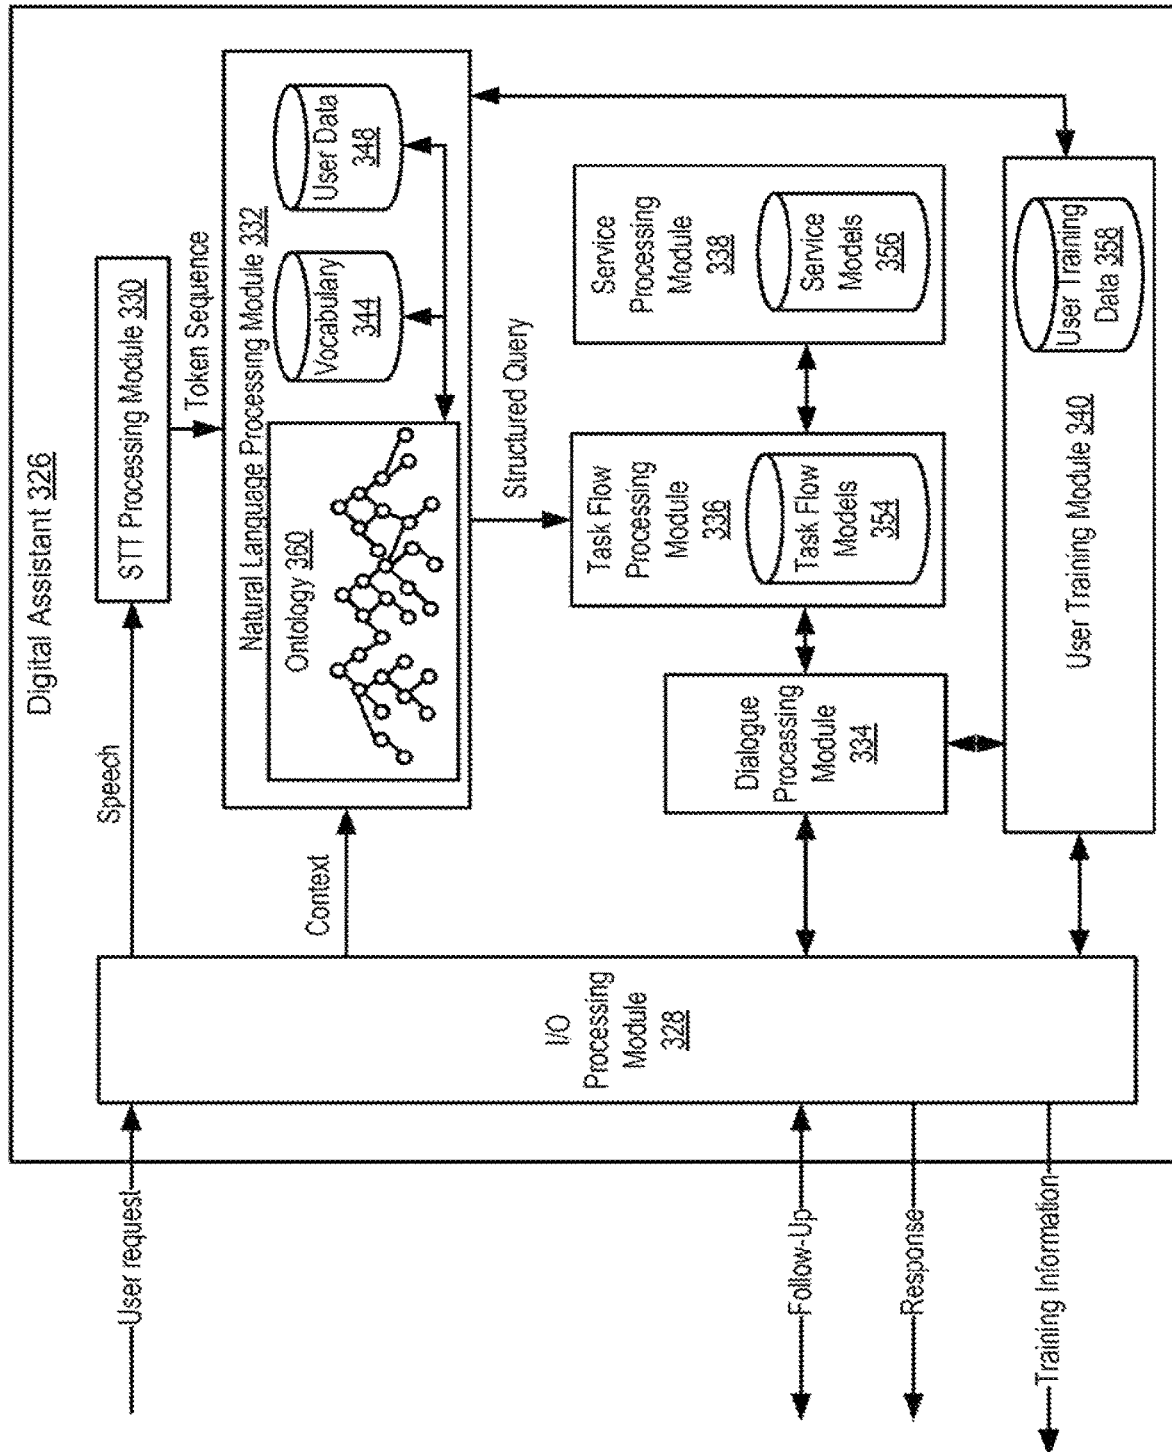 Digital Assistant 326
User request
Speech
STT Processing Module 330
Token Sequence
Context
Natural Language Processing Module 332
Ontology 360
Vocabulary
344
User Data
348
Structured Query
I/O
Processing
Module
328
Follow-Up
Response
Training Information
Dialogue
Processing
Module
334
Task Flow
Processing
Module
336
Task Flow
Models
354
Service
Processing
Module
338
Service
Models
356
User Training Module 340
User Training
Data 358